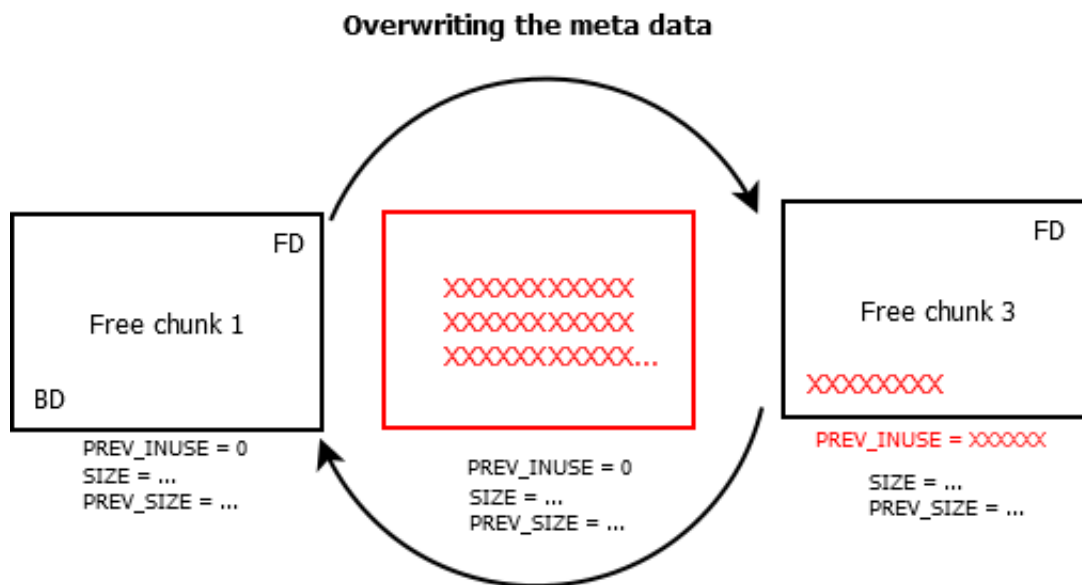 Overwriting the meta data
FD
Free chunk 1
BD
PREV_INUSE = 0
SIZE = ...
PREV_SIZE = ...
XXXXXXXXXXX
XXXXXXXXXXX
XXXXXXXXXXX...
PREV_INUSE = 0
SIZE = ...
PREV_SIZE = ...
FD
Free chunk 3
XXXXXXXX
PREV_INUSE = XXXXXX
SIZE = ...
PREV_SIZE = ...